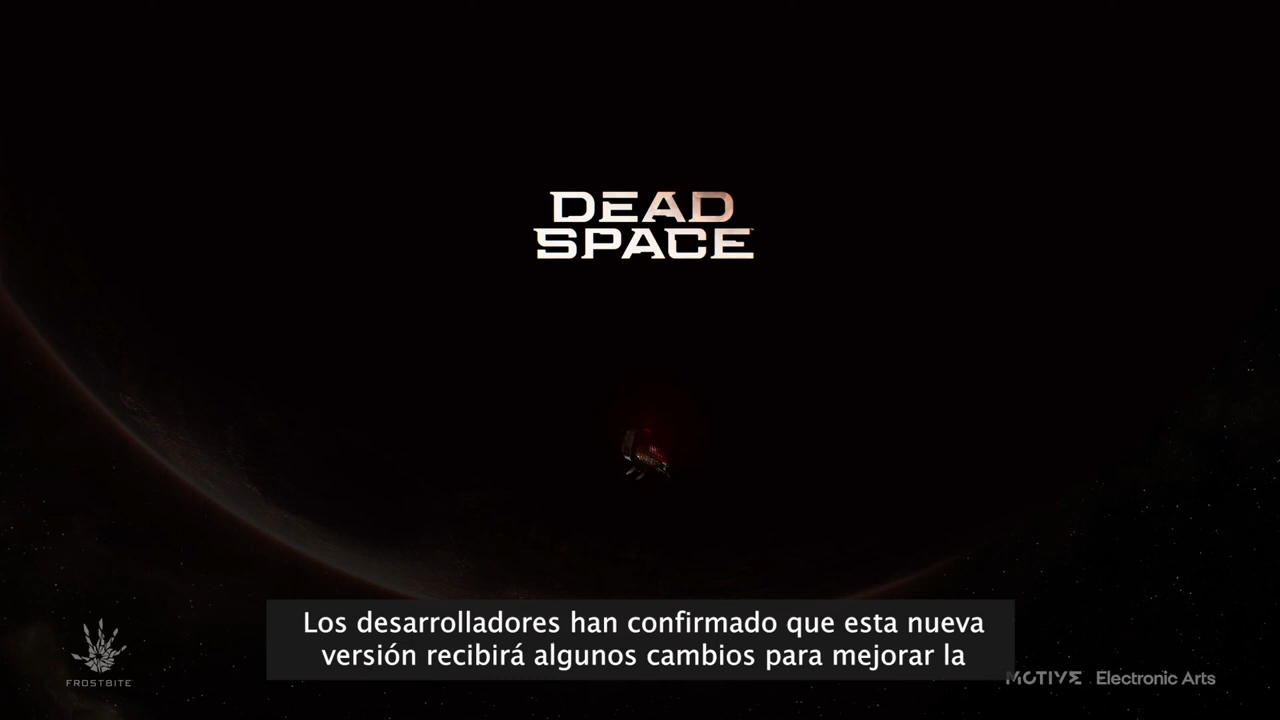 DEAD
SPACE
Los desarrolladores han confirmado que esta nueva
versión recibirá algunos cambios para mejorar la
FROSTBITE
MOTIVE Electronic Arts